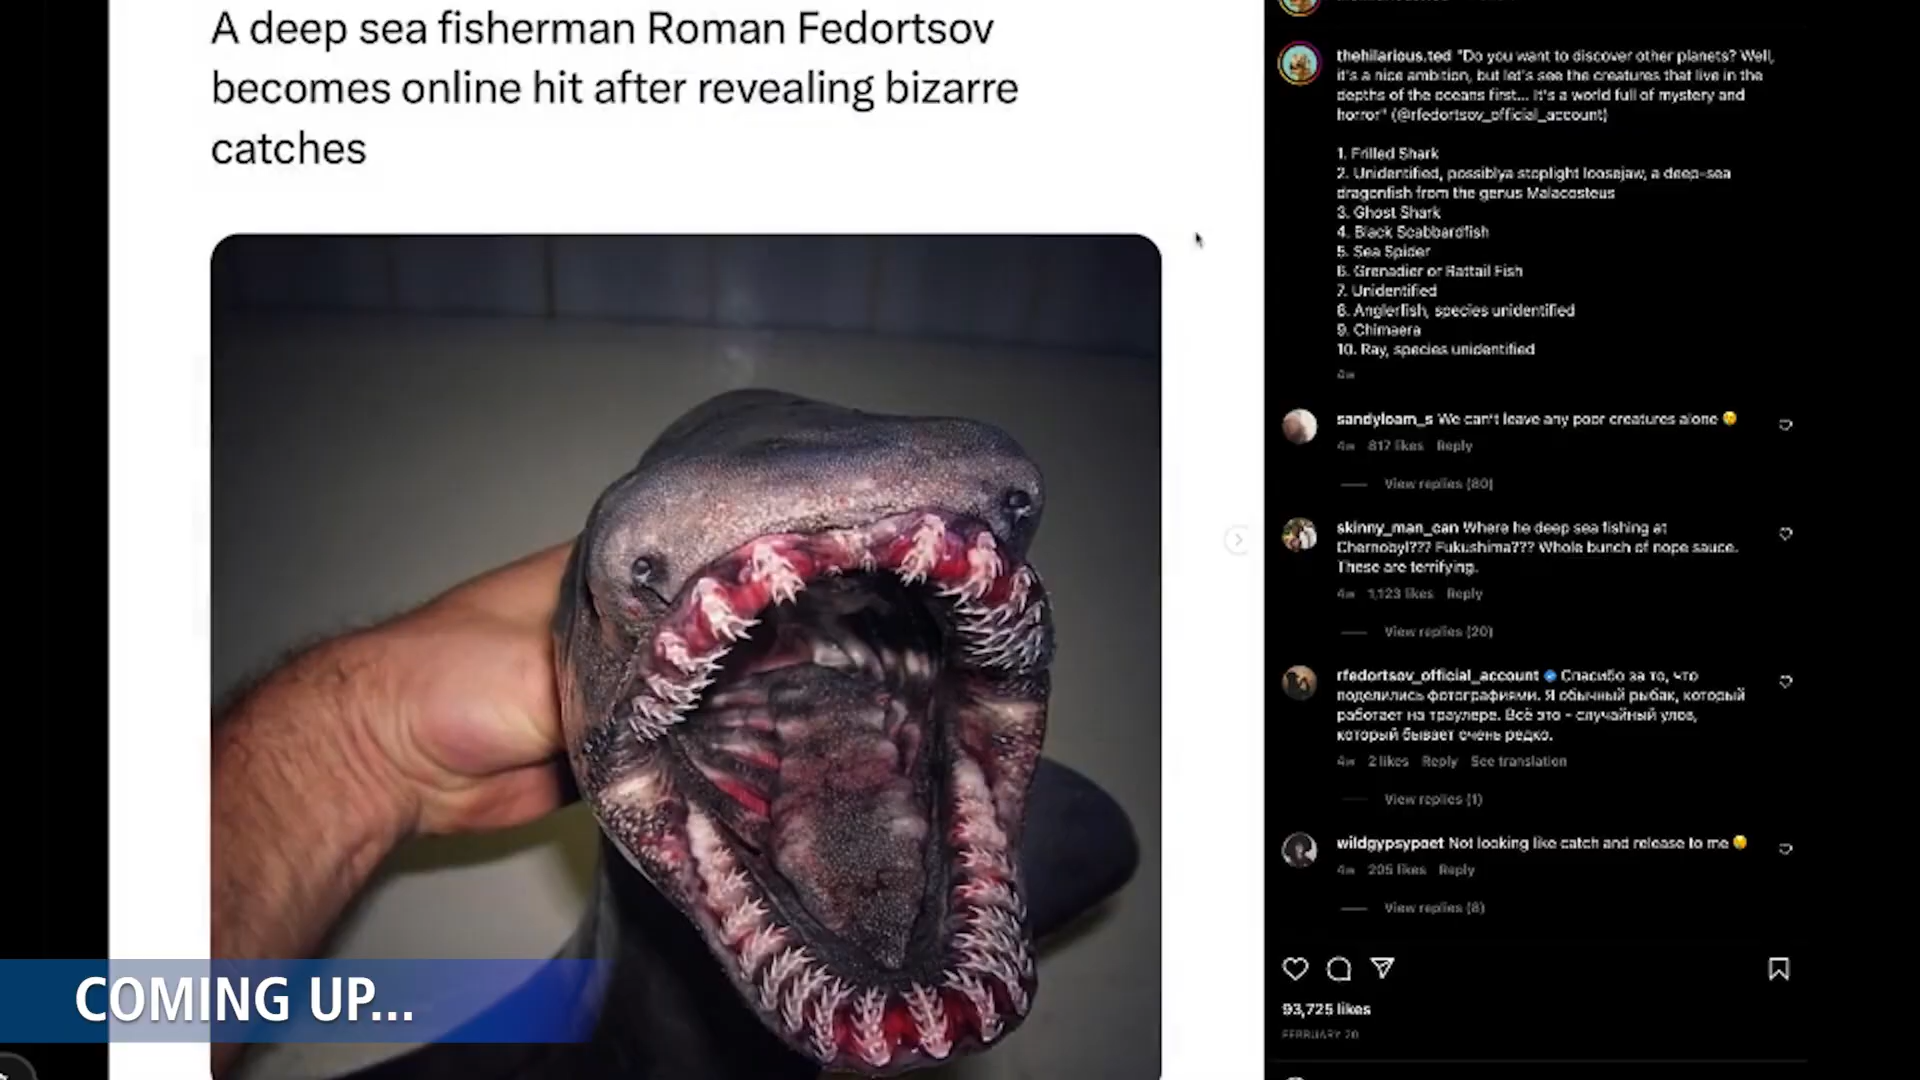 A deep sea fisherman Roman Fedortsov
becomes online hit after revealing bizarre
catches
COMING UP...
thehilarious.ted "Do you want to discover other planets? Well,
it's a nice ambition, but let's see the creatures that live in the
depths of the oceans first... It's a world full of mystery and
horror" (@rfedortsov_official_account)
1. Frilled Shark
2. Unidentified, possiblya stoplight loosejaw, a deep-sea
dragonfish from the genus Malacosteus
3. Ghost Shark
4. Black Scabbardfish
5. Sea Spider
6. Grenadier or Rattail Fish
7. Unidentified
8. Anglerfish, species unidentified
9. Chimaera
10. Ray, species unidentified
4w
sandyloam_s We can't leave any poor creatures alone
4w 817 likes Reply
View replies (80)
skinny_man_can Where he deep sea fishing at
Chernobyl??? Fukushima??? Whole bunch of nope sauce.
These are terrifying.
4w 1,123 likes Reply
View replies (20)
rfedortsov_official_account Спасибо за то, что
поделились фотографиями. Я обычный рыбак, который
работает на траулере. Всё это - случайный улов,
который бывает очень редко.
4w 2 likes Reply See translation
View replies (1)
wildgypsypoet Not looking like catch and release to me
4w 205 likes Reply
View replies (8)
93,725 likes
FEBRUARY 20